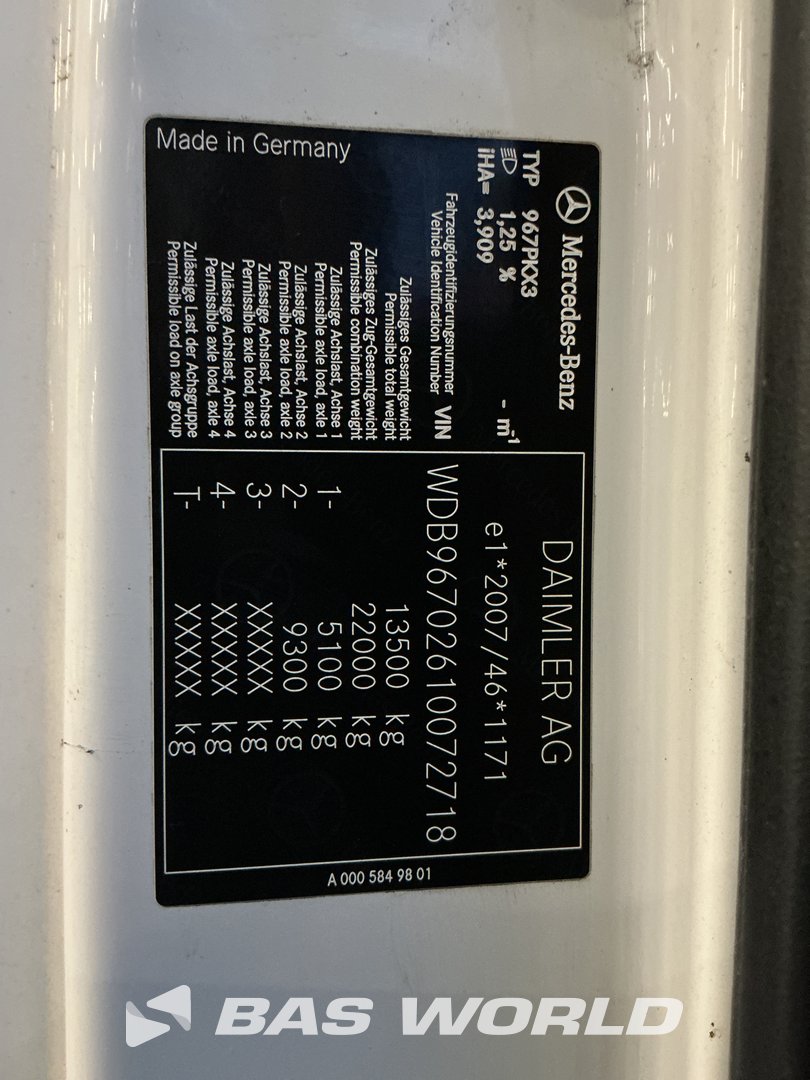 Mercedes-Benz
DAIMLER AG
TYP 967PKX3
1,25 % - m-1
iHA= 3,909
e1*2007/46*1171
Fahrzeugidentifizierungsnummer
Vehicle Identification Number VIN WDB96702610072718
Zulässiges Gesamtgewicht
Permissible total weight 13500 kg
Zulässiges Zug-Gesamtgewicht
Permissible combination weight 22000 kg
Zulässige Achslast, Achse 1
Permissible axle load, axle 1 1- 5100 kg
Zulässige Achslast, Achse 2
Permissible axle load, axle 2 2- 9300 kg
Zulässige Achslast, Achse 3
Permissible axle load, axle 3 3- XXXXX kg
Zulässige Achslast, Achse 4
Permissible axle load, axle 4 4- XXXXX kg
Zulässige Last der Achsgruppe
Permissible load on axle group T- XXXXX kg
Made in Germany
A 000 584 98 01
BAS WORLD